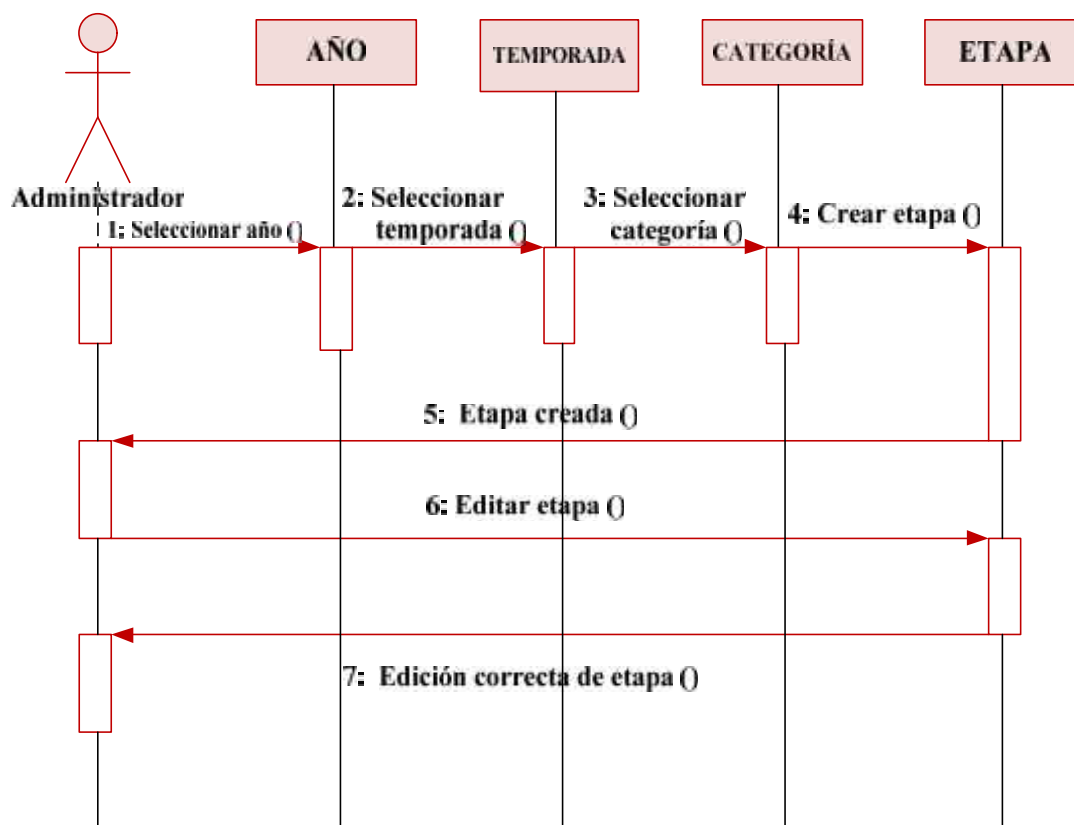 AÑO
TEMPORADA
CATEGORÍA
ETAPA
Administrador
1: Seleccionar año ()
2: Seleccionar
temporada ()
3: Seleccionar
categoría ()
4: Crear etapa ()
5: Etapa creada ()
6: Editar etapa ()
7: Edición correcta de etapa ()